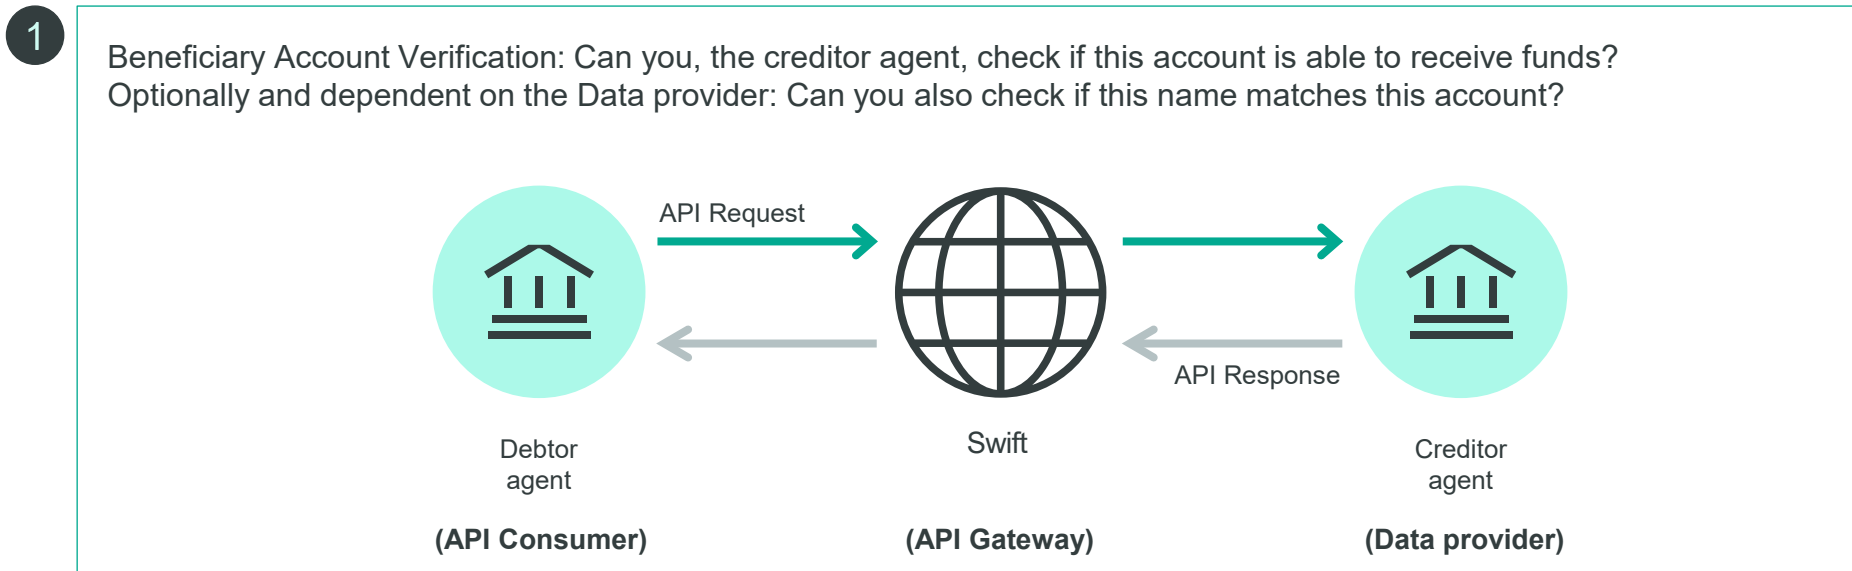 1
Beneficiary Account Verification: Can you, the creditor agent, check if this account is able to receive funds?
Optionally and dependent on the Data provider: Can you also check if this name matches this account?
API Request
API Response
Debtor
agent
(API Consumer)
Swift
(API Gateway)
Creditor
agent
(Data provider)